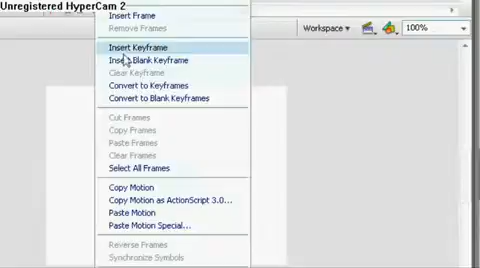 Unregistered HyperCam 2
Insert Frame
Remove Frames
Workspace
100%
Insert Keyframe
Insert Blank Keyframe
Clear Keyframe
Convert to Keyframes
Convert to Blank Keyframes
Cut Frames
Copy Frames
Paste Frames
Clear Frames
Select All Frames
Copy Motion
Copy Motion as ActionScript 3.0...
Paste Motion
Paste Motion Special...
Reverse Frames
Synchronize Symbols